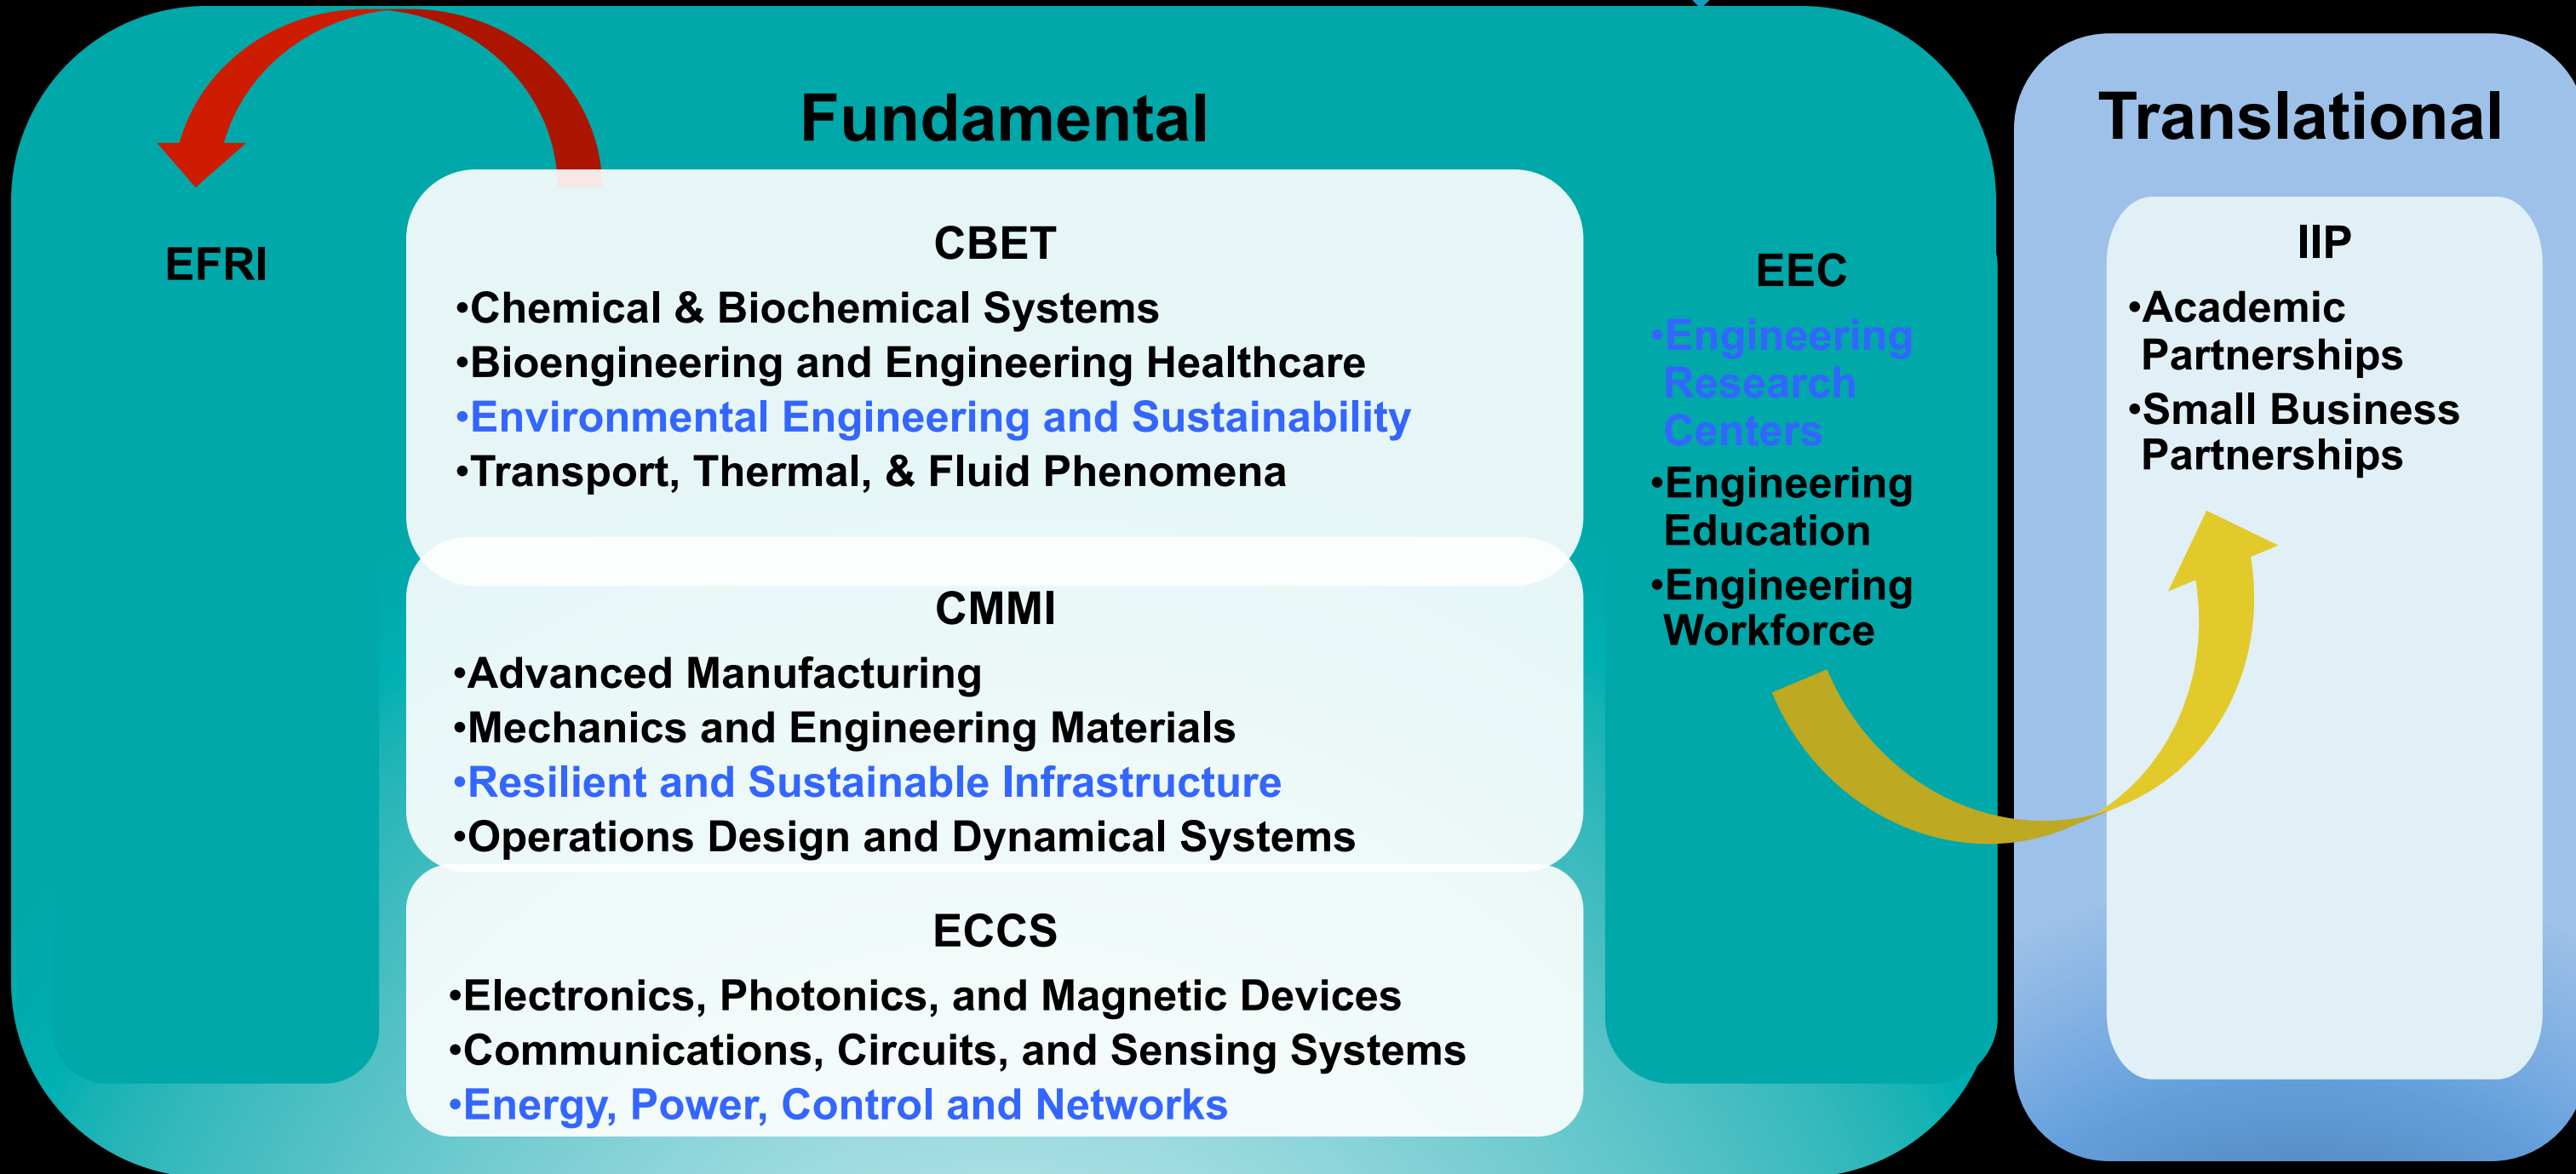 Fundamental
Translational
EFRI
CBET
•Chemical & Biochemical Systems
•Bioengineering and Engineering Healthcare
•Environmental Engineering and Sustainability
•Transport, Thermal, & Fluid Phenomena
CMMI
•Advanced Manufacturing
•Mechanics and Engineering Materials
•Resilient and Sustainable Infrastructure
•Operations Design and Dynamical Systems
ECCS
•Electronics, Photonics, and Magnetic Devices
•Communications, Circuits, and Sensing Systems
•Energy, Power, Control and Networks
EEC
•Engineering
Research
Centers
•Engineering
Education
•Engineering
Workforce
IIP
•Academic
Partnerships
•Small Business
Partnerships